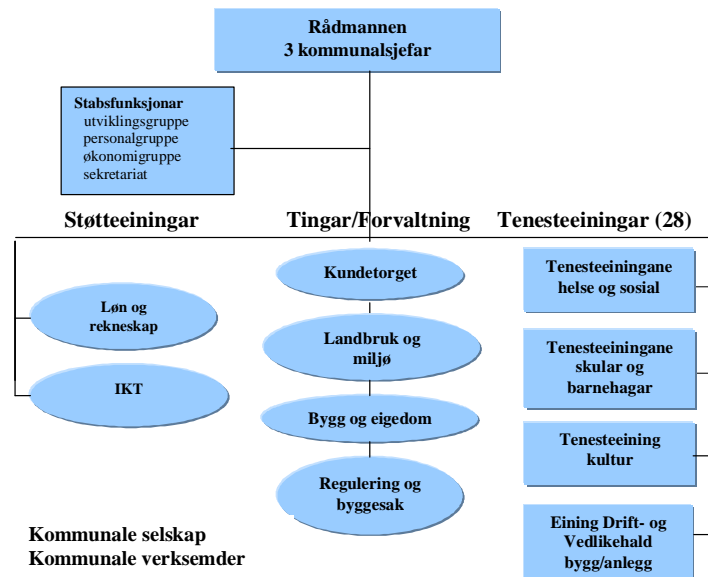 Rådmannen
3 kommunalsjefar
Stabsfunksjonar
utviklingsgruppe
personalgruppe
økonomigruppe
sekretariat
Støtteeiningar
Tingar/Forvaltning
Tenesteeiningar (28)
Løn og
rekneskap
IKT
Kundetorget
Landbruk og
miljø
Bygg og eigedom
Regulering og
byggesak
Tenesteeiningane
helse og sosial
Tenesteeiningane
skular og
barnehagar
Tenesteeining
kultur
Eining Drift- og
Vedlikehald
bygg/anlegg
Kommunale selskap
Kommunale verksemder